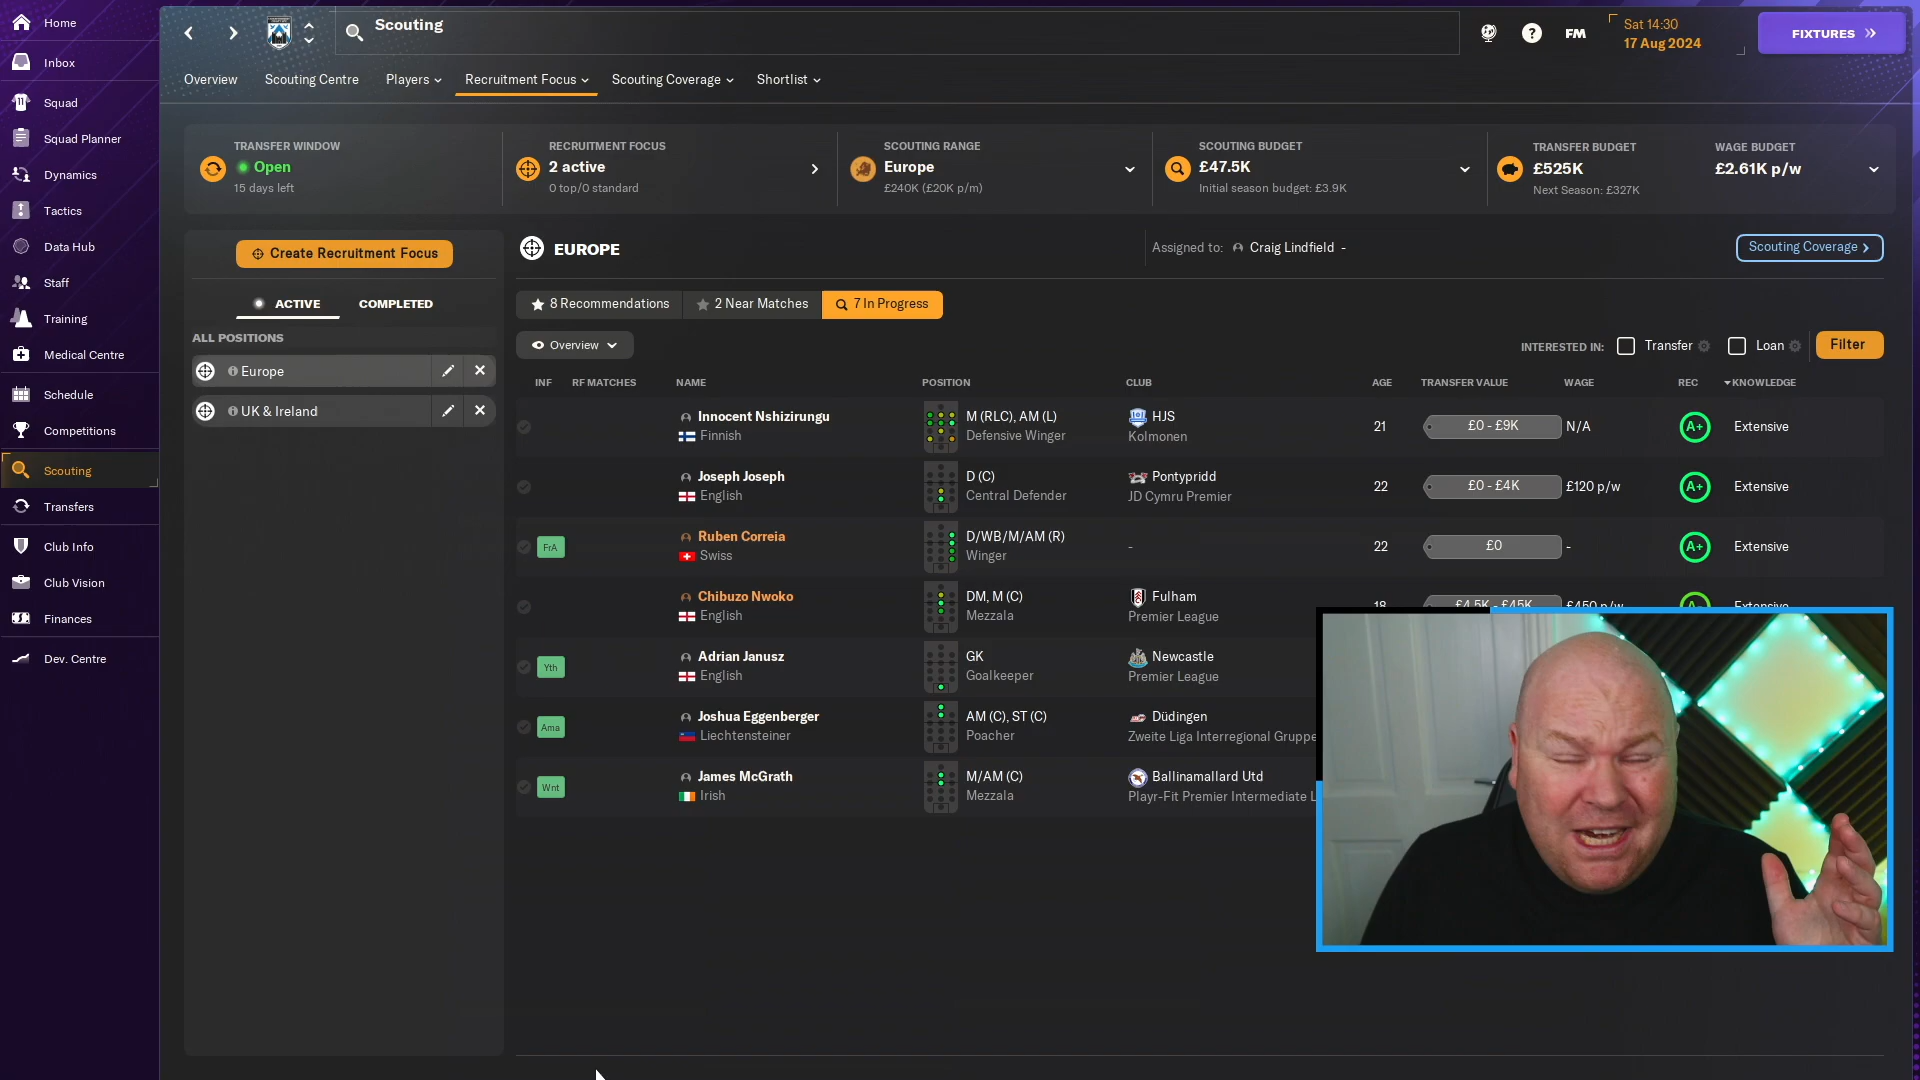 Home
Inbox
Squad
Squad Planner
Dynamics
Tactics
Data Hub
Staff
Training
Medical Centre
Schedule
Competitions
Scouting
Transfers
Club Info
Club Vision
Finances
Dev. Centre
Scouting
FM
Sat 14:30
17 Aug 2024
FIXTURES
Overview Scouting Centre Players Recruitment Focus Scouting Coverage Shortlist
TRANSFER WINDOW
Open
15 days left
RECRUITMENT FOCUS
2 active
0 top/0 standard
SCOUTING RANGE
Europe
£240K (£20K p/m)
SCOUTING BUDGET
£47.5K
Initial season budget: £3.9K
TRANSFER BUDGET
£525K
Next Season: £327K
WAGE BUDGET
£2.61K p/w
Create Recruitment Focus
ACTIVE COMPLETED
ALL POSITIONS
Europe
UK & Ireland
EUROPE
Assigned to: Craig Lindfield -
Scouting Coverage
8 Recommendations 2 Near Matches 7 In Progress
Overview
INTERESTED IN: Transfer Loan Filter
INF RF MATCHES NAME POSITION CLUB AGE TRANSFER VALUE WAGE REC KNOWLEDGE
Innocent Nshizirungu M (RLC), AM (L) HJS 21 £0 - £9K N/A A+ Extensive
Finnish Defensive Winger Kolmonen
Joseph Joseph D (C) Pontypridd 22 £0 - £4K £120 p/w A+ Extensive
English Central Defender JD Cymru Premier
FrA Ruben Correia D/WB/M/AM (R) - 22 £0 - A+ Extensive
Swiss Winger
Chibuzo Nwoko DM, M (C) Fulham 18 £4.5K - £45K £450 p/w Extensive
English Mezzala Premier League
Yth Adrian Janusz GK Newcastle
English Goalkeeper Premier League
Ama Joshua Eggenberger AM (C), ST (C) Düdingen
Liechtensteiner Poacher Zweite Liga Interregional Gruppe
Wnt James McGrath M/AM (C) Ballinamallard Utd
Irish Mezzala Playr-Fit Premier Intermediate L